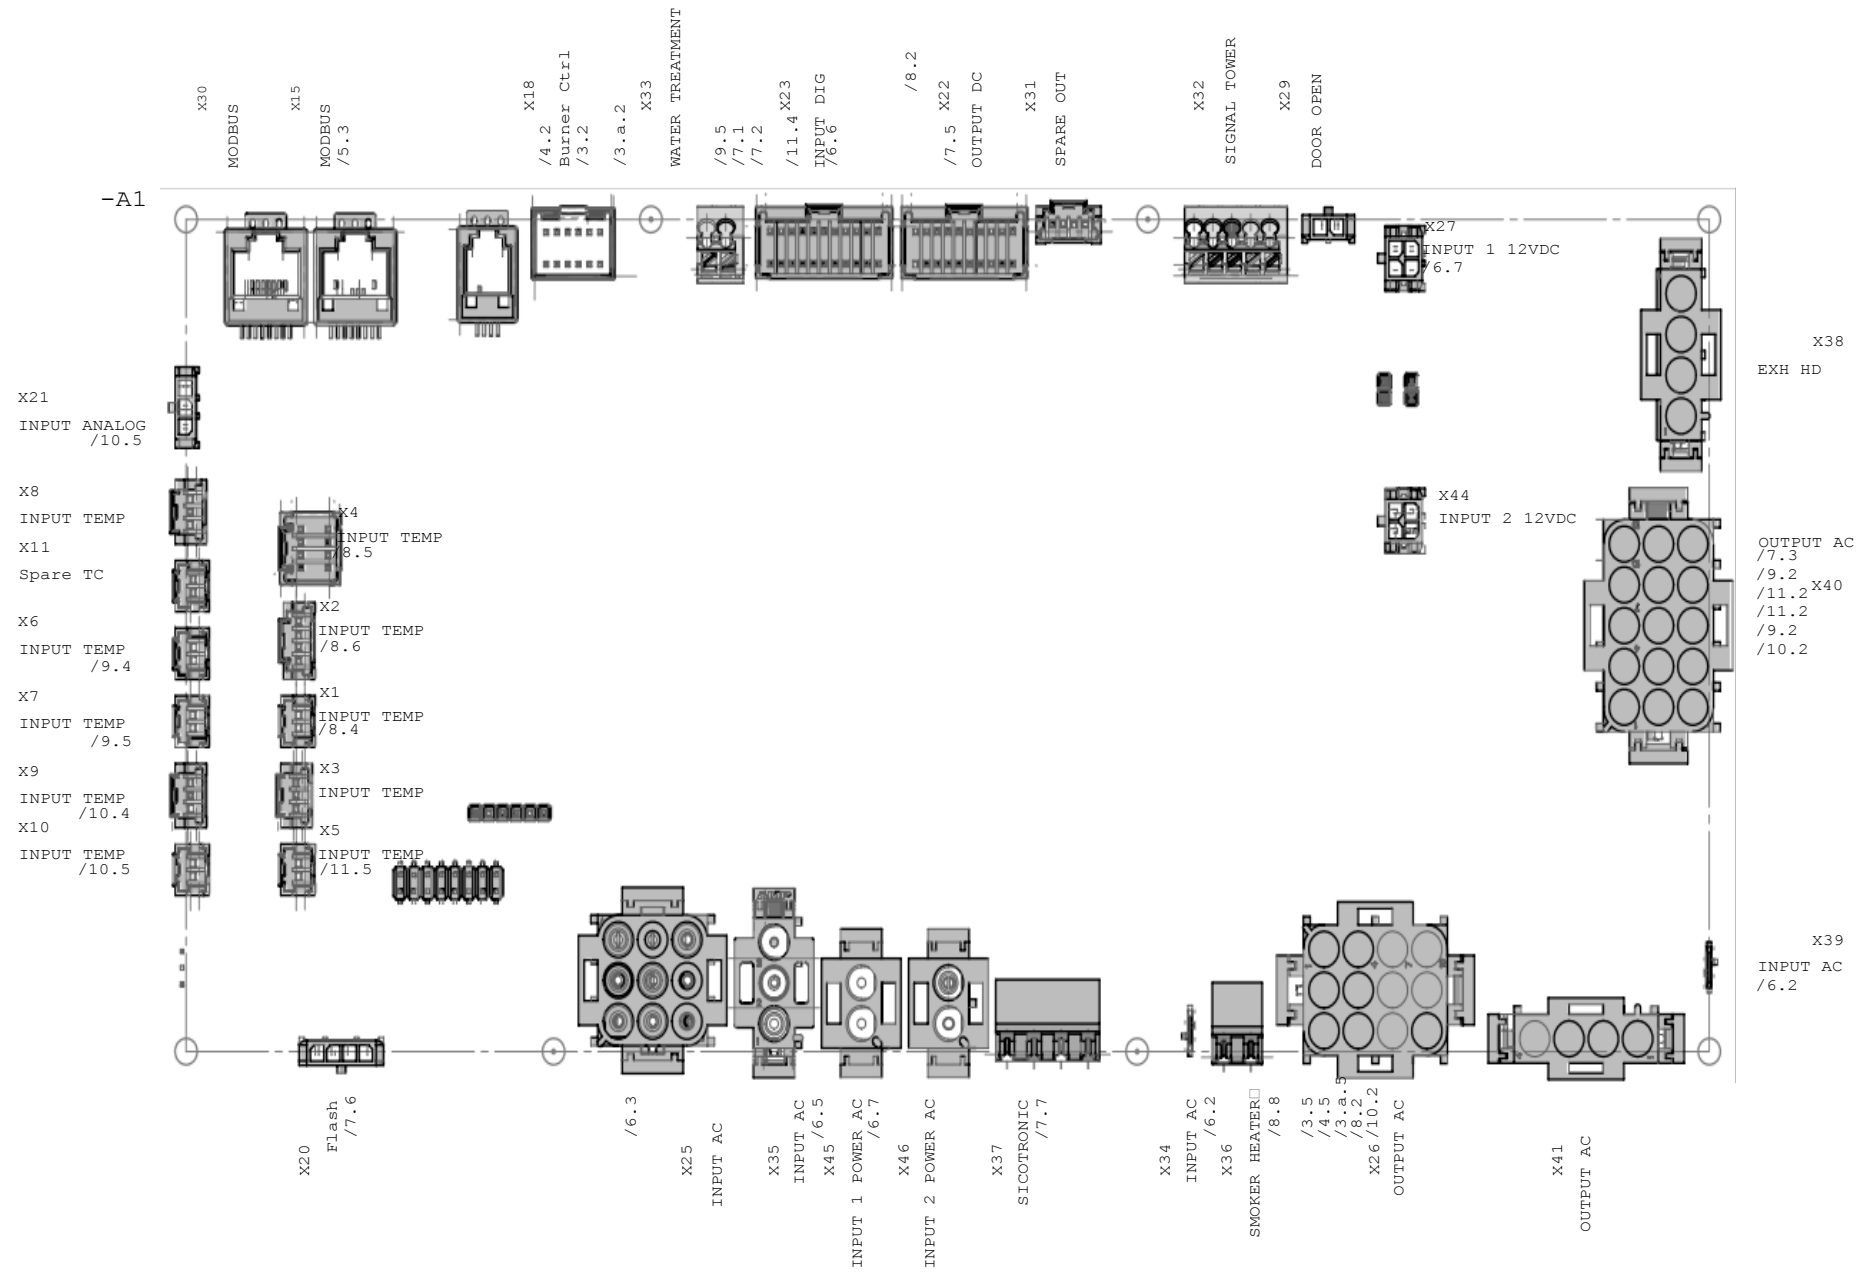 X30
MODBUS
X15
MODBUS
/5.3
X18
/4.2
Burner Ctrl
/3.2
/3.a.2
X33
WATER TREATMENT
/9.5
/7.1
/7.2
X23
/11.4
INPUT DIG
/6.6
/8.2
X22
/7.5
OUTPUT DC
X31
SPARE OUT
X32
SIGNAL TOWER
X29
DOOR OPEN
-A1
X27
INPUT 1 12VDC
/6.7
X38
EXH HD
X21
INPUT ANALOG
/10.5
X8
INPUT TEMP
X11
Spare TC
X6
INPUT TEMP
/9.4
X7
INPUT TEMP
/9.5
X9
INPUT TEMP
/10.4
X10
INPUT TEMP
/10.5
X4
INPUT TEMP
/8.5
X2
INPUT TEMP
/8.6
X1
INPUT TEMP
/8.4
X3
INPUT TEMP
X5
INPUT TEMP
/11.5
X44
INPUT 2 12VDC
OUTPUT AC
/7.3
/9.2
/11.2
X40
/11.2
/9.2
/10.2
X39
INPUT AC
/6.2
X20
Flash
/7.6
/6.3
X25
INPUT AC
X35
INPUT AC
/6.5
X45
INPUT 1 POWER AC
/6.7
X46
INPUT 2 POWER AC
X37
SICOTRONIC
/7.7
X34
INPUT AC
/6.2
X36
SMOKER HEATER□
/8.8
/3.5
/4.5
/3.a.5
/8.2
X26
/10.2
OUTPUT AC
X41
OUTPUT AC